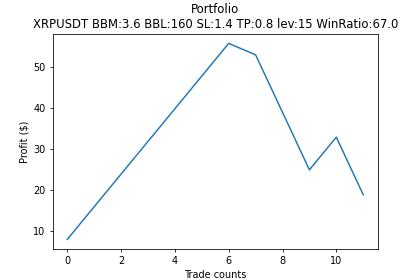 Portfolio
XRPUSDT BBM:3.6 BBL:160 SL:1.4 TP:0.8 lev:15 WinRatio:67.0
Profit ($)
50
40
30
20
10
0 2 4 6 8 10
Trade counts